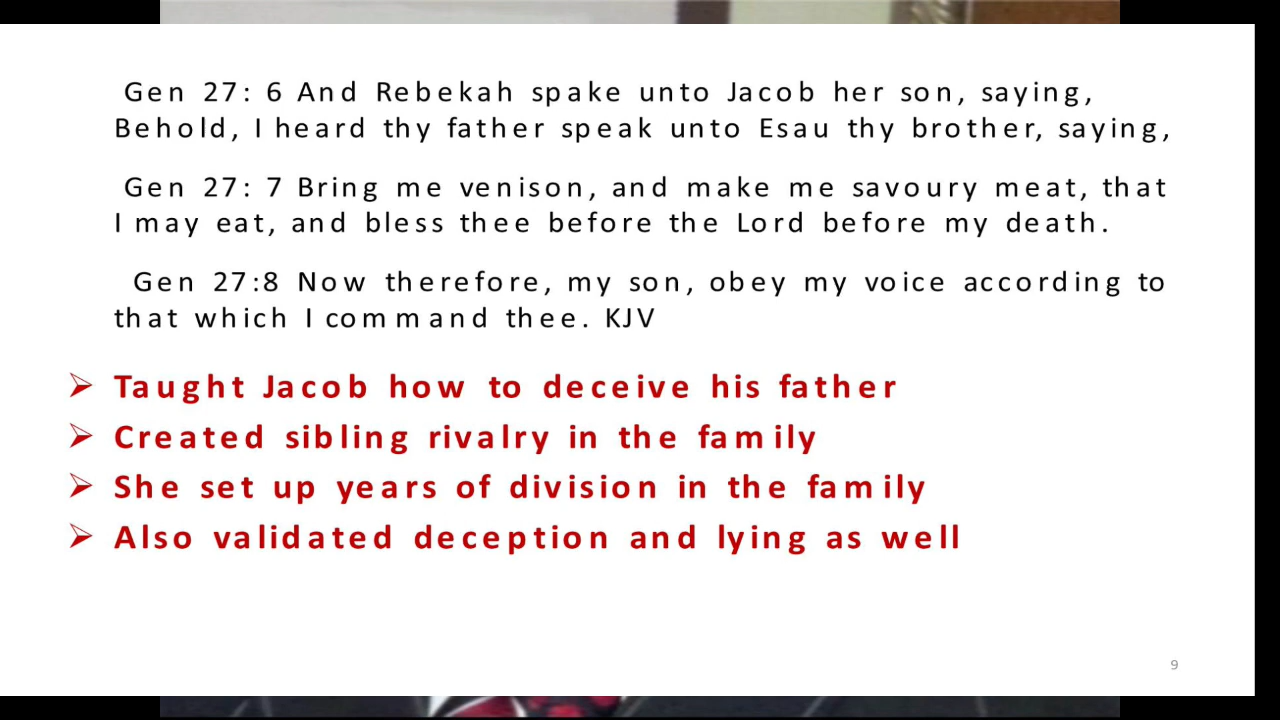 Gen 27: 6 And Rebekah spake unto Jacob her son, saying,
Behold, I heard thy father speak unto Esau thy brother, saying,
Gen 27: 7 Bring me venison, and make me savoury meat, that
I may eat, and bless thee before the Lord before my death.
Gen 27:8 Now therefore, my son, obey my voice according to
that which I command thee. KJV
➢ Taught Jacob how to deceive his father
➢ Created sibling rivalry in the family
➢ She set up years of division in the family
➢ Also validated deception and lying as well
9